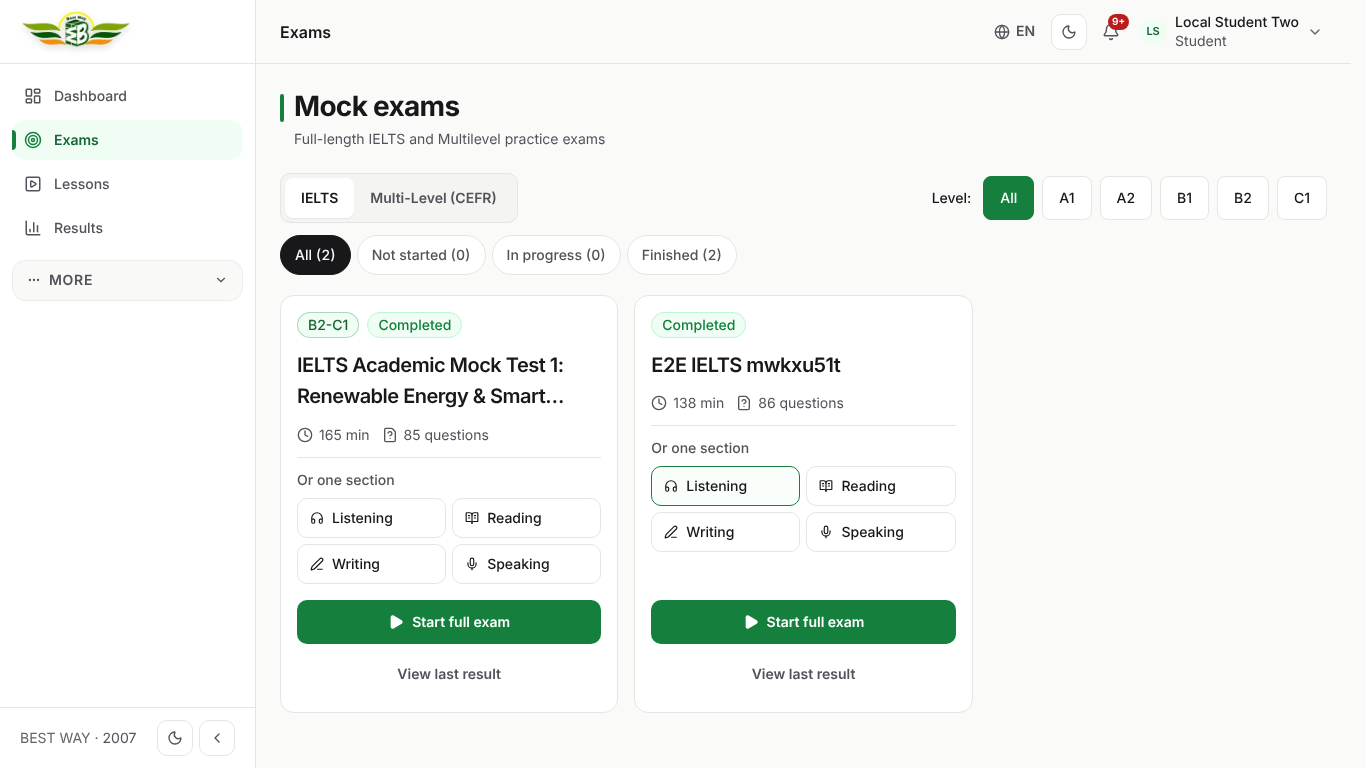 Exams
EN
9+
LS
Local Student Two
Student
Dashboard
Exams
Lessons
Results
MORE
Mock exams
Full-length IELTS and Multilevel practice exams
IELTS
Multi-Level (CEFR)
Level:
All
A1
A2
B1
B2
C1
All (2)
Not started (0)
In progress (0)
Finished (2)
B2-C1
Completed
IELTS Academic Mock Test 1:
Renewable Energy & Smart...
165 min
85 questions
Or one section
Listening
Reading
Writing
Speaking
Start full exam
View last result
Completed
E2E IELTS mwkxu51t
138 min
86 questions
Or one section
Listening
Reading
Writing
Speaking
Start full exam
View last result
BEST WAY · 2007